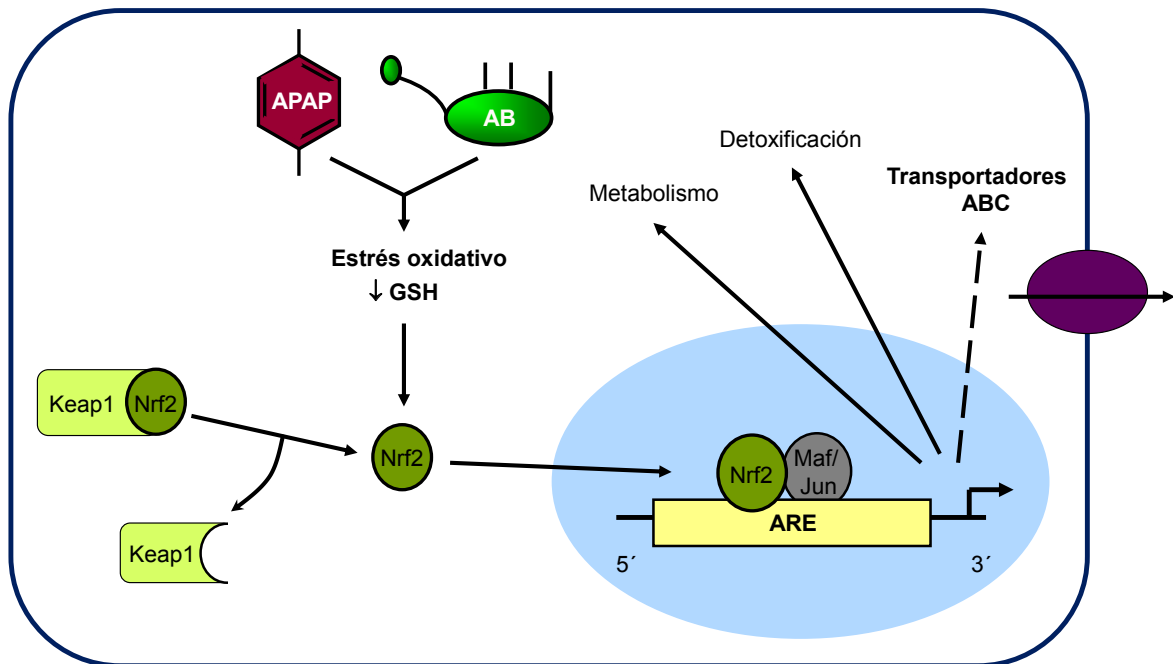 APAP
AB
Detoxificación
Metabolismo
Transportadores
ABC
Estrés oxidativo
↓ GSH
Keap1
Nrf2
Nrf2
Nrf2
Maf/
Jun
Keap1
ARE
5´
3´